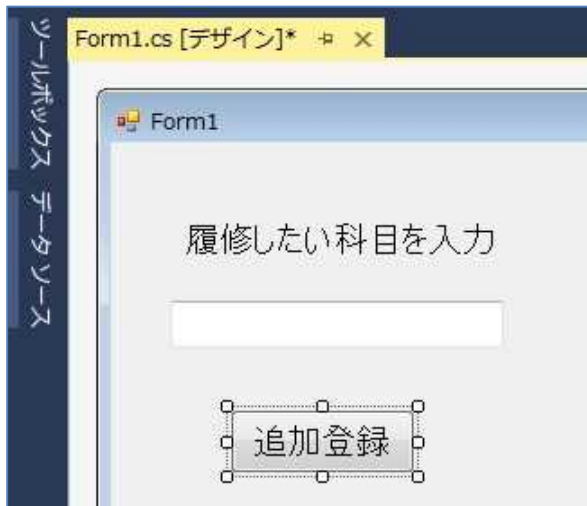 Form1.cs [デザイン]*
ツールボックス
データ ソース
Form1
履修したい科目を入力
追加登録